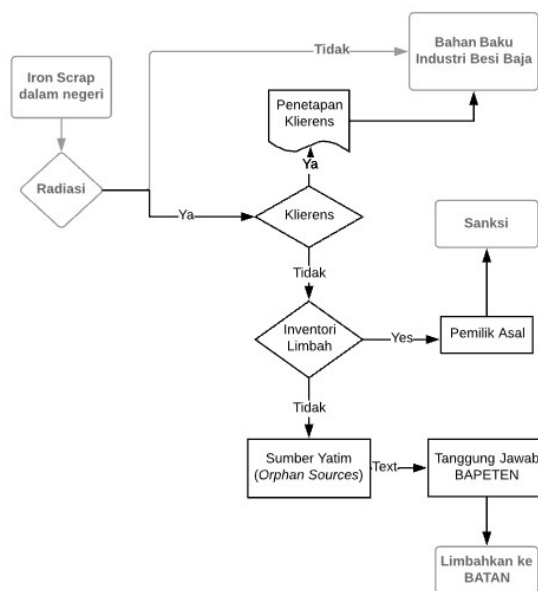 Tidak
Bahan Baku
Industri Besi Baja
Iron Scrap
dalam negeri
Penetapan
Klierens
Ya
Radiasi
Ya
Klierens
Sanksi
Tidak
Inventori
Limbah
Yes
Pemilik Asal
Tidak
Sumber Yatim
(Orphan Sources)
Text
Tanggung Jawab
BAPETEN
Limbahkan ke
BATAN